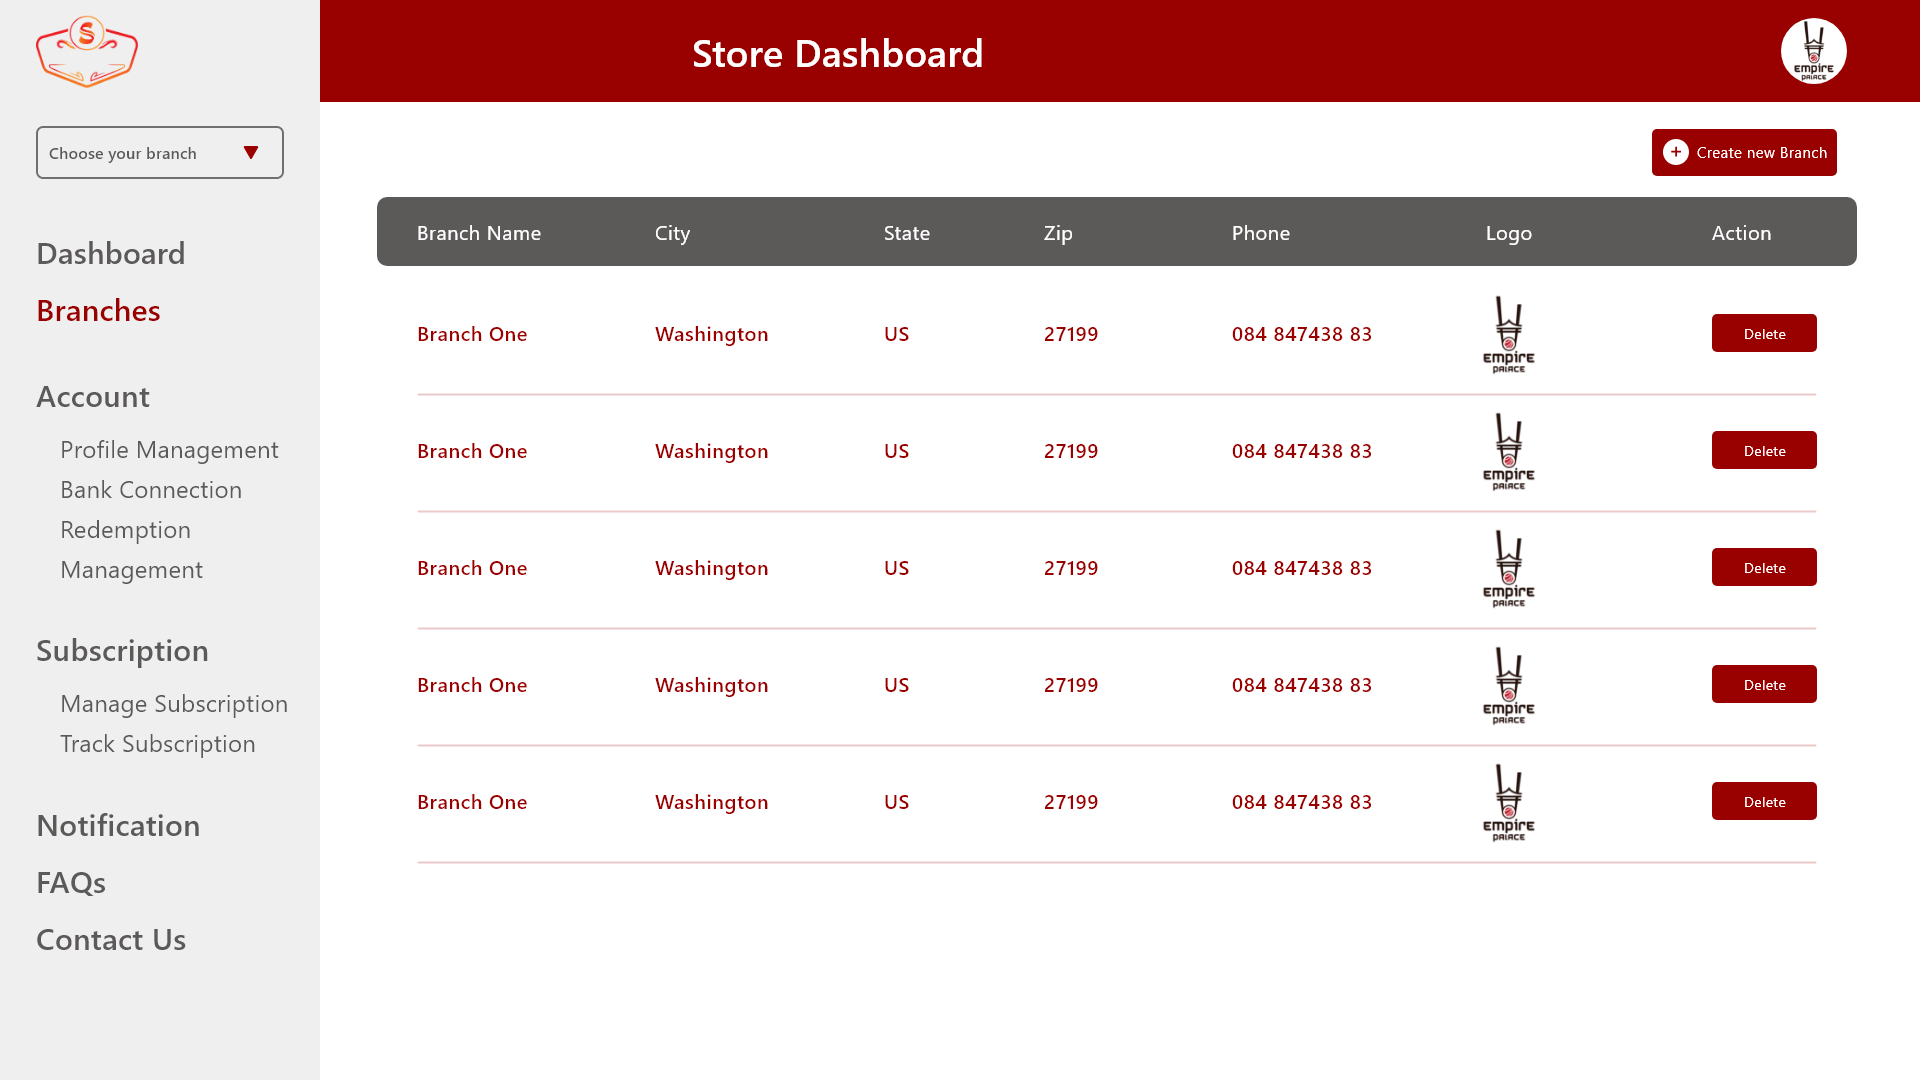 S
Store Dashboard
EMPIRE
PALACE
Choose your branch
Create new Branch
Dashboard
Branches
Account
Profile Management
Bank Connection
Redemption
Management
Subscription
Manage Subscription
Track Subscription
Notification
FAQs
Contact Us
Branch Name City State Zip Phone Logo Action
Branch One Washington US 27199 084 847438 83 EMPIRE PALACE Delete
Branch One Washington US 27199 084 847438 83 EMPIRE PALACE Delete
Branch One Washington US 27199 084 847438 83 EMPIRE PALACE Delete
Branch One Washington US 27199 084 847438 83 EMPIRE PALACE Delete
Branch One Washington US 27199 084 847438 83 EMPIRE PALACE Delete